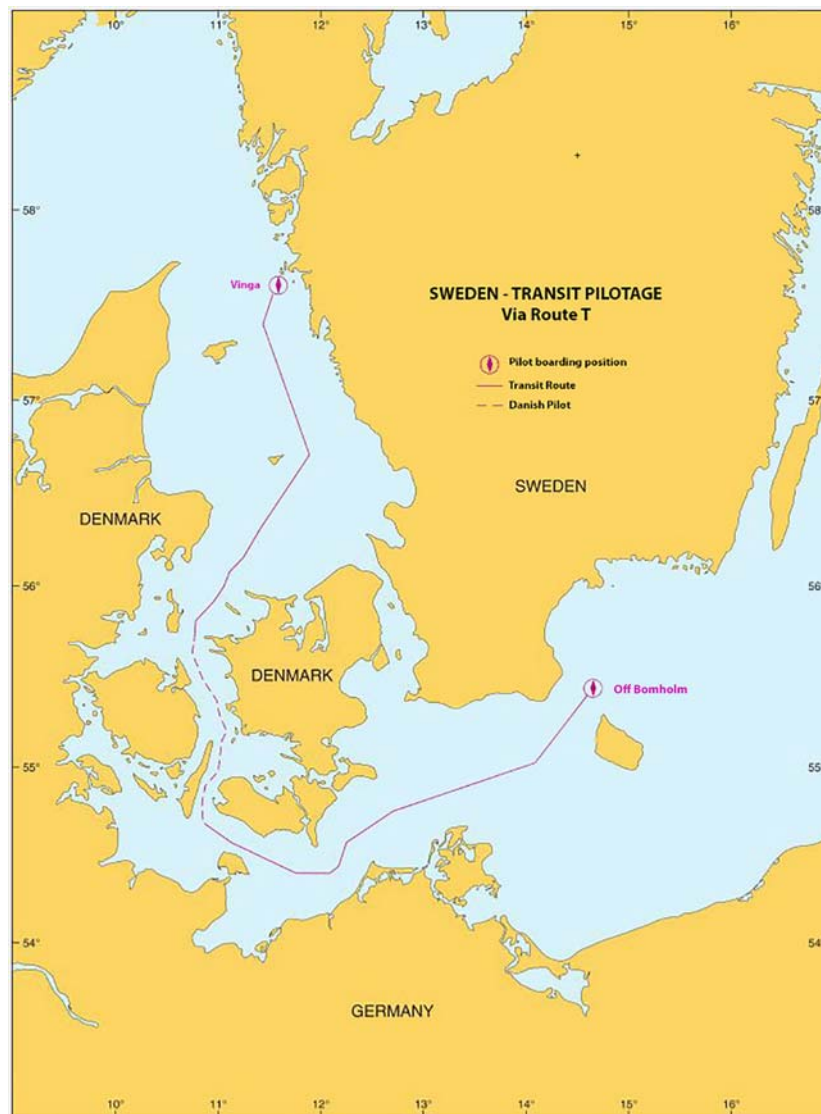 10° 11° 12° 13° 14° 15° 16°
58° 58°
Vinga
SWEDEN - TRANSIT PILOTAGE
Via Route T
Pilot boarding position
Transit Route
Danish Pilot
57° 57°
SWEDEN
DENMARK
56° 56°
DENMARK
Off Bomholm
55° 55°
54° 54°
GERMANY
10° 11° 12° 13° 14° 15° 16°